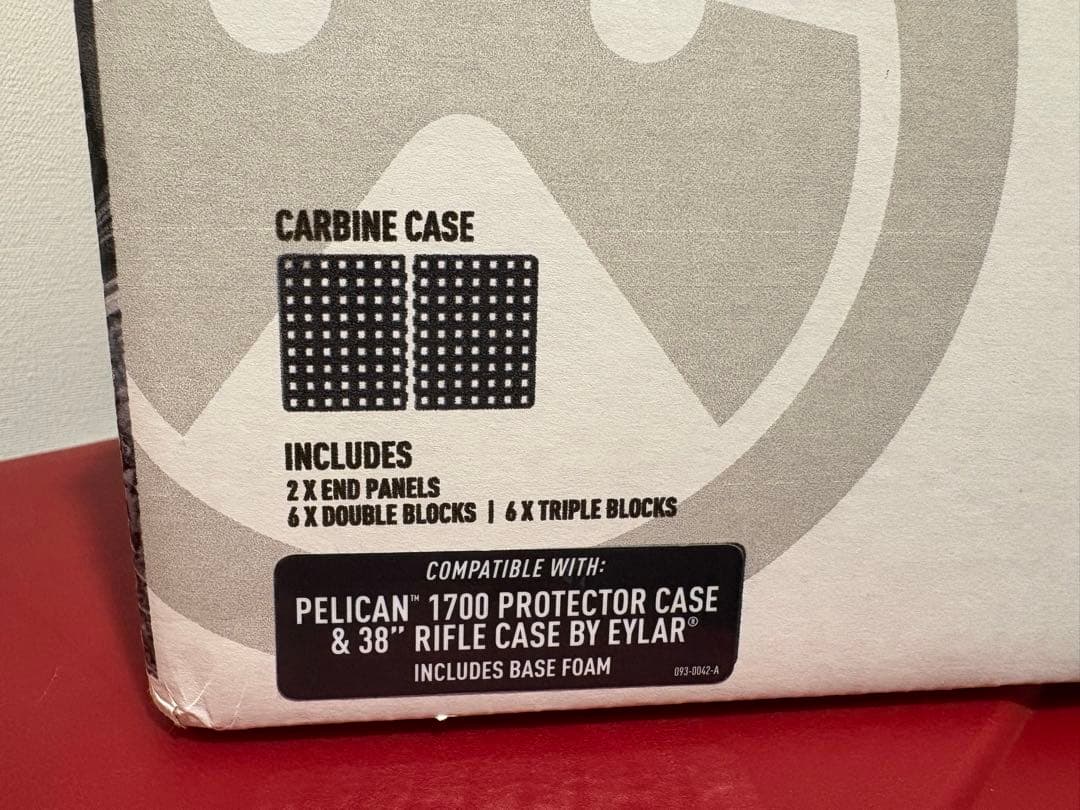 CARBINE CASE
INCLUDES
2 X END PANELS
6 X DOUBLE BLOCKS | 6 X TRIPLE BLOCKS
COMPATIBLE WITH:
PELICAN™ 1700 PROTECTOR CASE
& 38” RIFLE CASE BY EYLAR®
INCLUDES BASE FOAM
093-0042-A